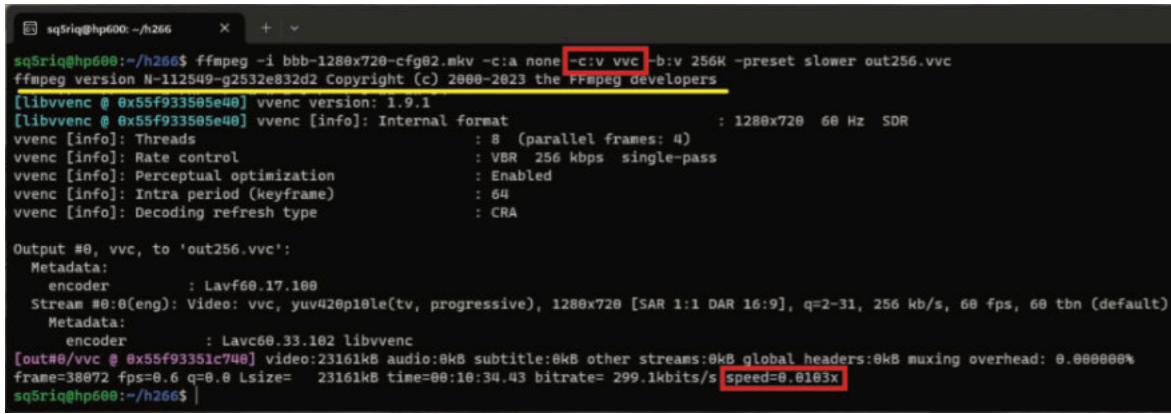 sq5riq@hp600: ~/h266
sq5riq@hp600:~/h266$ ffmpeg -i bbb-1280x720-cfg02.mkv -c:a none -c:v vvc -b:v 256K -preset slower out256.vvc
ffmpeg version N-112549-g2532e832d2 Copyright (c) 2000-2023 the FFmpeg developers
[libvvenc @ 0x55f933505e40] vvenc version: 1.9.1
[libvvenc @ 0x55f933505e40] vvenc [info]: Internal format : 1280x720 60 Hz SDR
vvenc [info]: Threads : 8 (parallel frames: 4)
vvenc [info]: Rate control : VBR 256 kbps single-pass
vvenc [info]: Perceptual optimization : Enabled
vvenc [info]: Intra period (keyframe) : 64
vvenc [info]: Decoding refresh type : CRA
Output #0, vvc, to 'out256.vvc':
Metadata:
encoder : Lavf60.17.100
Stream #0:0(eng): Video: vvc, yuv420p10le(tv, progressive), 1280x720 [SAR 1:1 DAR 16:9], q=2-31, 256 kb/s, 60 fps, 60 tbn (default)
Metadata:
encoder : Lavc60.33.102 libvvenc
[out#0/vvc @ 0x55f93351c740] video:23161kB audio:0kB subtitle:0kB other streams:0kB global headers:0kB muxing overhead: 0.000000%
frame=38072 fps=0.6 q=0.0 Lsize= 23161kB time=00:10:34.43 bitrate= 299.1kbits/s speed=0.0103x
sq5riq@hp600:~/h266$